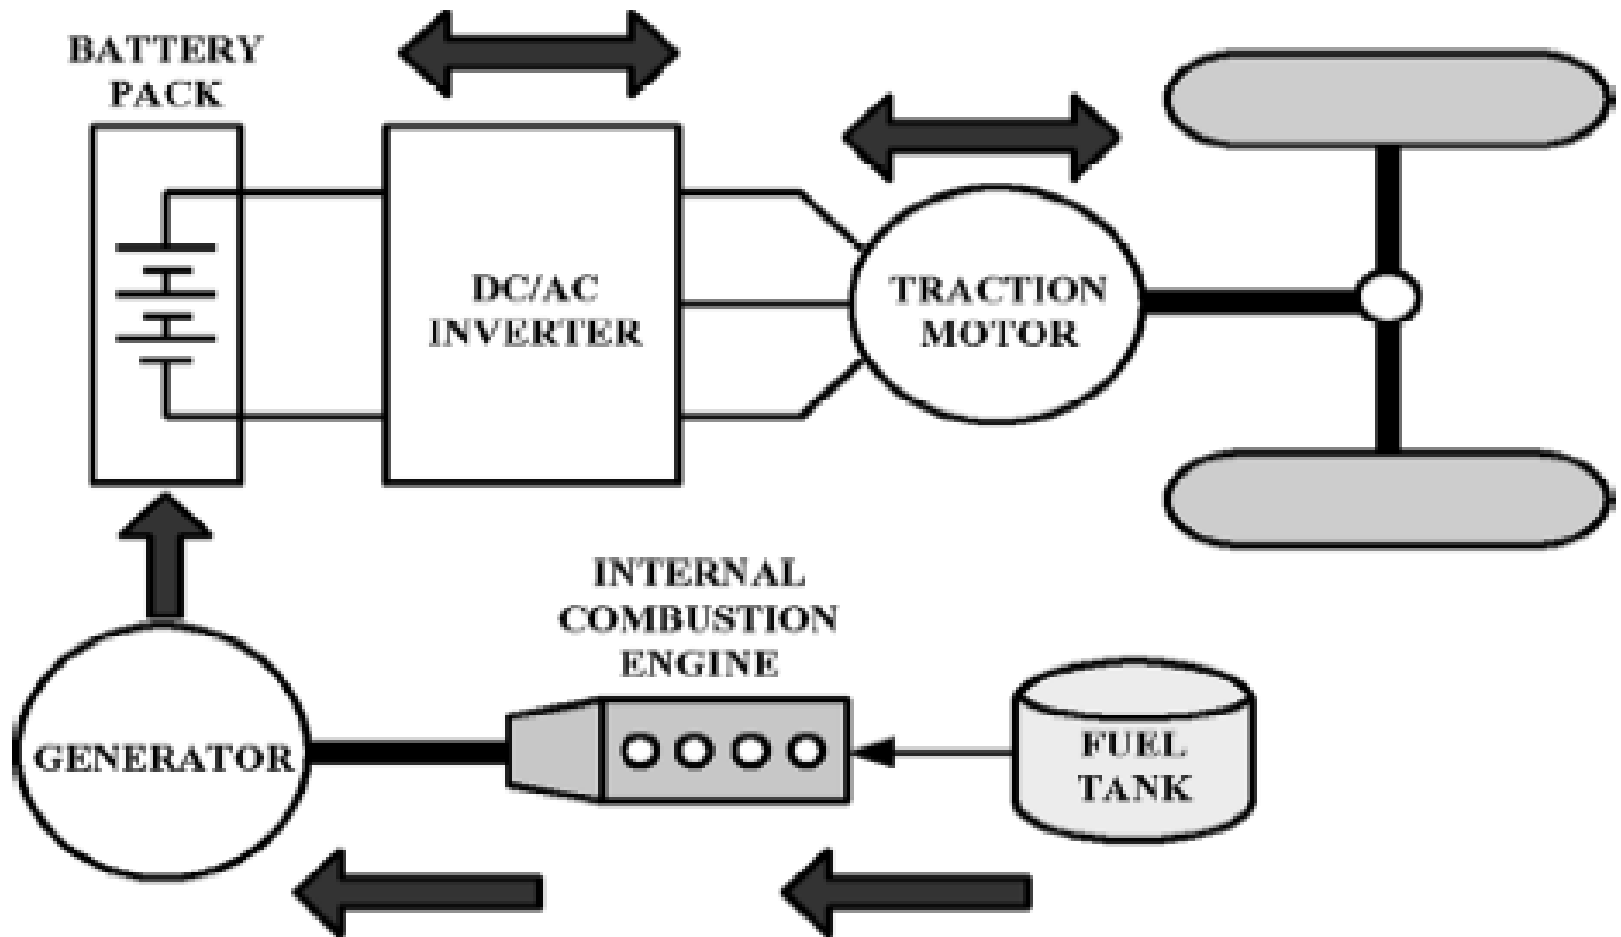 BATTERY
PACK
DC/AC
INVERTER
TRACTION
MOTOR
INTERNAL
COMBUSTION
ENGINE
GENERATOR
FUEL
TANK